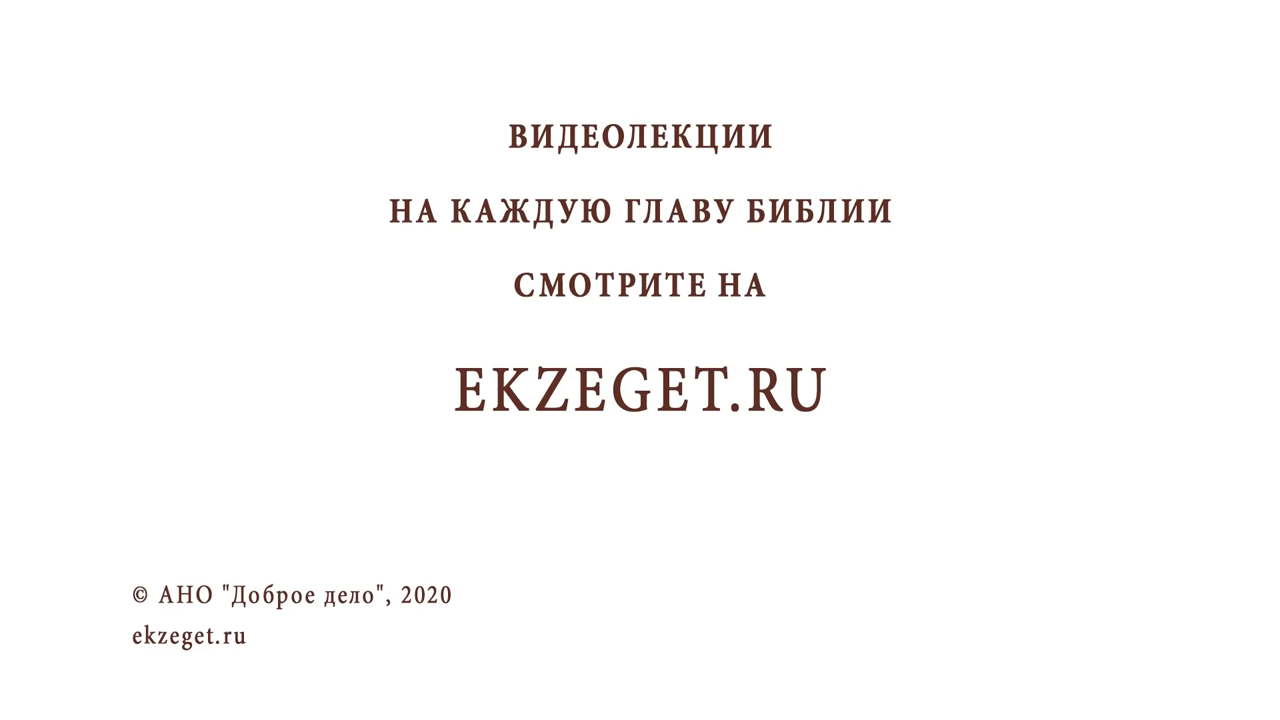 ВИДЕОЛЕКЦИИ
НА КАЖДУЮ ГЛАВУ БИБЛИИ
СМОТРИТЕ НА
EKZEGET.RU
© АНО "Доброе дело", 2020
ekzeget.ru